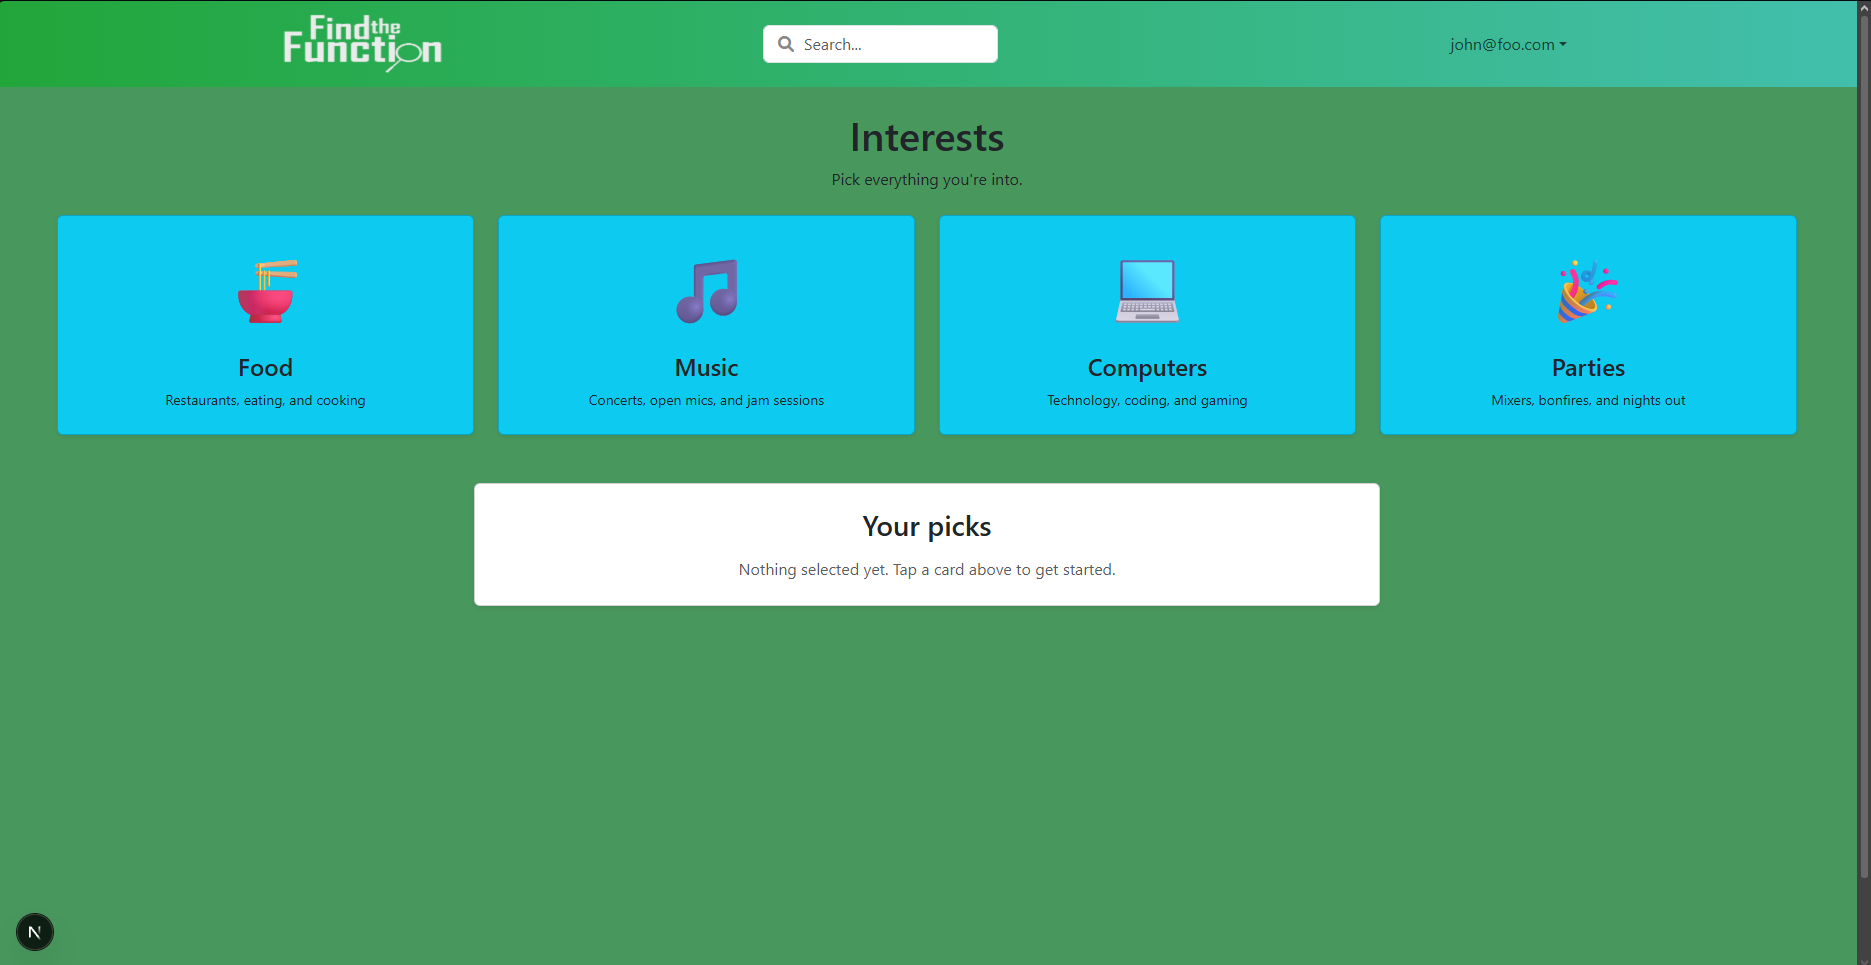 Find the
Function
Search...
john@foo.com
Interests
Pick everything you're into.
Food
Restaurants, eating, and cooking
Music
Concerts, open mics, and jam sessions
Computers
Technology, coding, and gaming
Parties
Mixers, bonfires, and nights out
Your picks
Nothing selected yet. Tap a card above to get started.
N